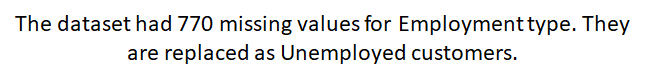 The dataset had 770 missing values for Employment type. They
are replaced as Unemployed customers.